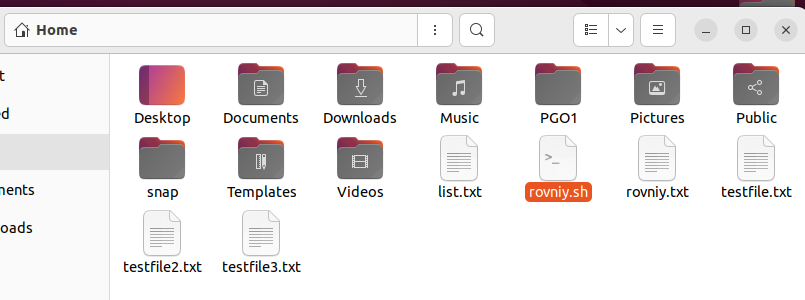 Home
t
Desktop Documents Downloads Music PGO1 Pictures Public
ed
snap Templates Videos list.txt rovniy.sh rovniy.txt testfile.txt
ments
oads
testfile2.txt testfile3.txt